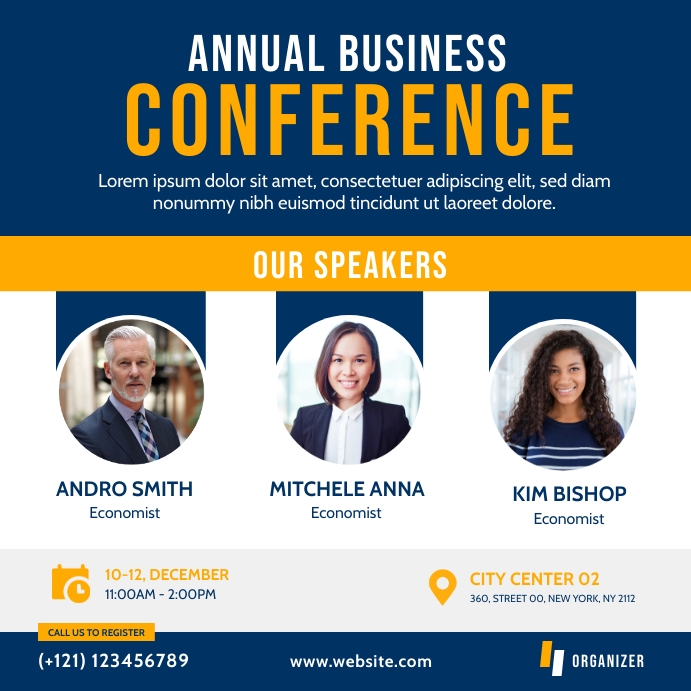 ANNUAL BUSINESS
CONFERENCE
Lorem ipsum dolor sit amet, consectetuer adipiscing elit, sed diam
nonummy nibh euismod tincidunt ut laoreet dolore.
OUR SPEAKERS
ANDRO SMITH
Economist
MITCHELE ANNA
Economist
KIM BISHOP
Economist
10-12, DECEMBER
11:00AM - 2:00PM
CITY CENTER 02
360, STREET 00, NEW YORK, NY 2112
CALL US TO REGISTER
(+121) 123456789
www.website.com
ORGANIZER